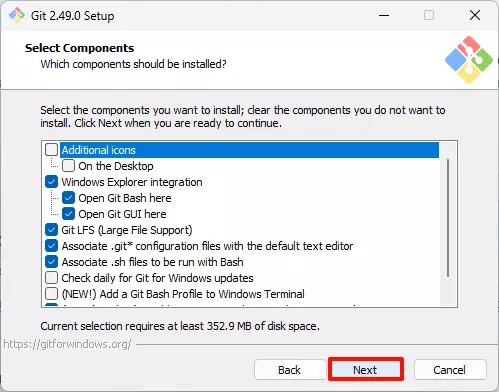 Git 2.49.0 Setup
Select Components
Which components should be installed?
Select the components you want to install; clear the components you do not want to
install. Click Next when you are ready to continue.
Additional icons
On the Desktop
Windows Explorer integration
Open Git Bash here
Open Git GUI here
Git LFS (Large File Support)
Associate .git* configuration files with the default text editor
Associate .sh files to be run with Bash
Check daily for Git for Windows updates
(NEW!) Add a Git Bash Profile to Windows Terminal
Current selection requires at least 352.9 MB of disk space.
https://gitforwindows.org/
Back
Next
Cancel